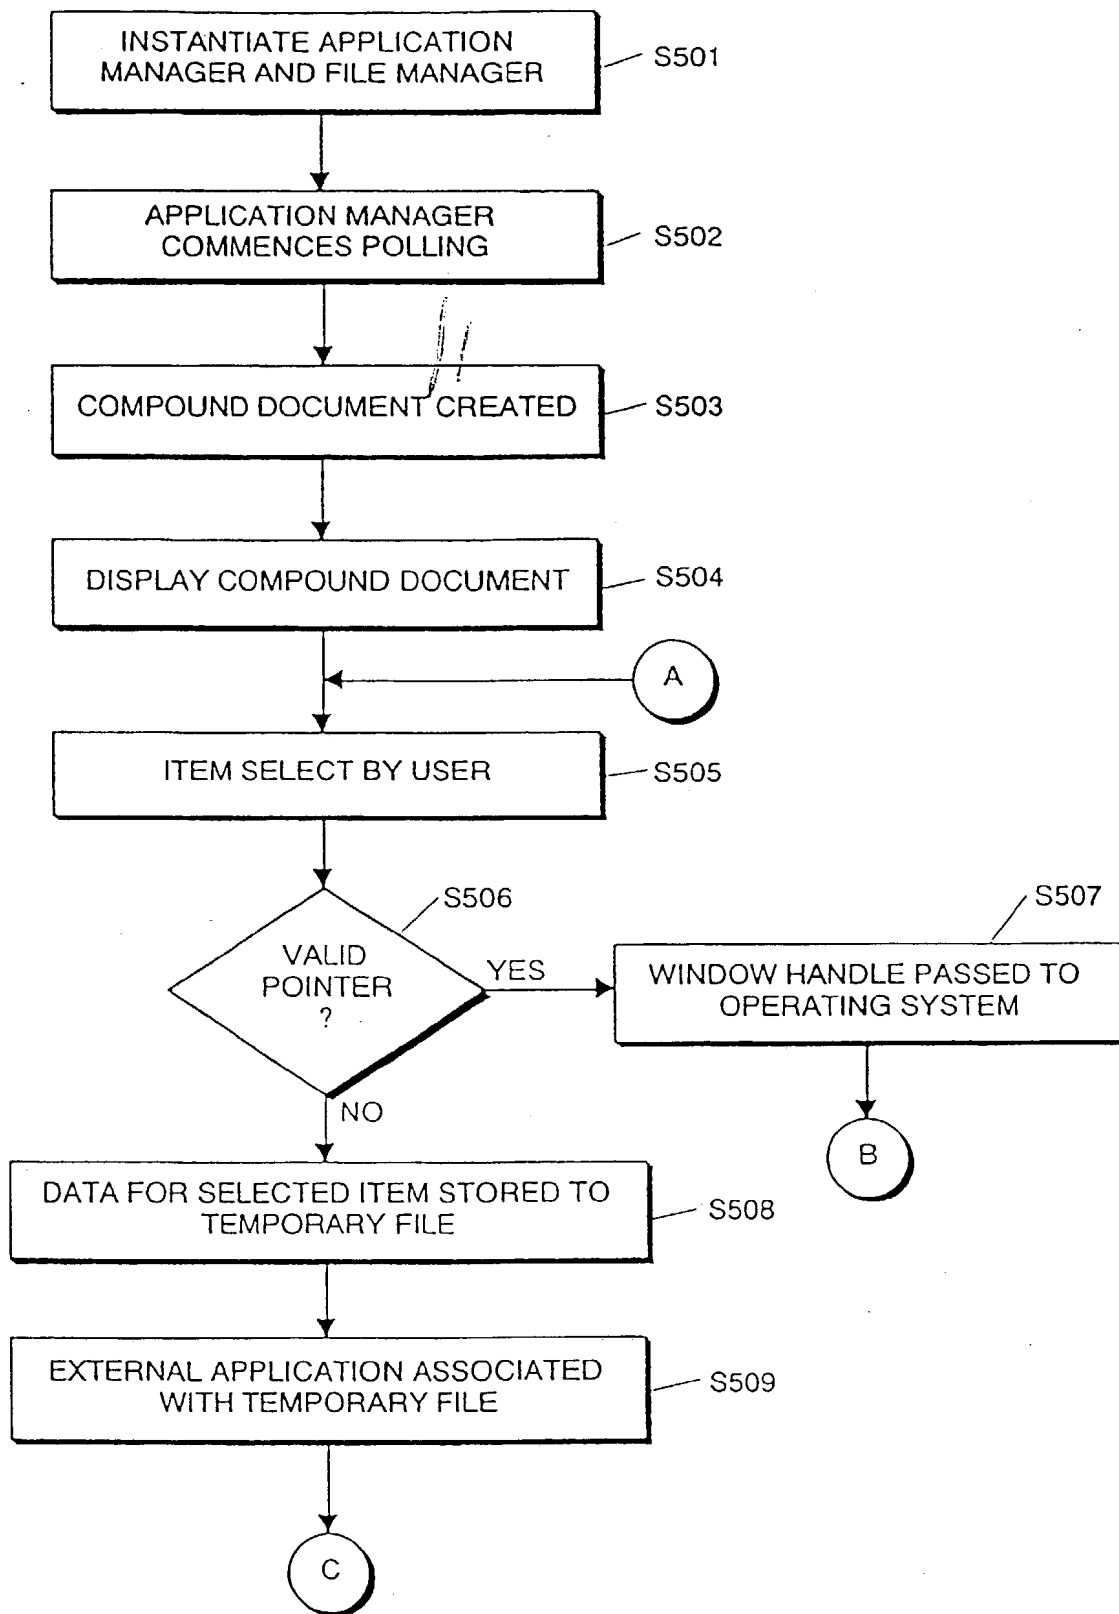 INSTANTIATE APPLICATION
MANAGER AND FILE MANAGER
S501
APPLICATION MANAGER
COMMENCES POLLING
S502
COMPOUND DOCUMENT CREATED
S503
DISPLAY COMPOUND DOCUMENT
S504
A
ITEM SELECT BY USER
S505
S506
VALID
POINTER
?
YES
S507
WINDOW HANDLE PASSED TO
OPERATING SYSTEM
NO
B
DATA FOR SELECTED ITEM STORED TO
TEMPORARY FILE
S508
EXTERNAL APPLICATION ASSOCIATED
WITH TEMPORARY FILE
S509
C